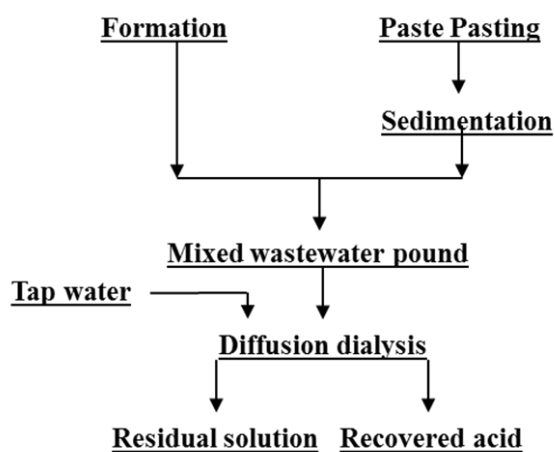 Formation
Paste Pasting
Sedimentation
Mixed wastewater pound
Tap water
Diffusion dialysis
Residual solution
Recovered acid